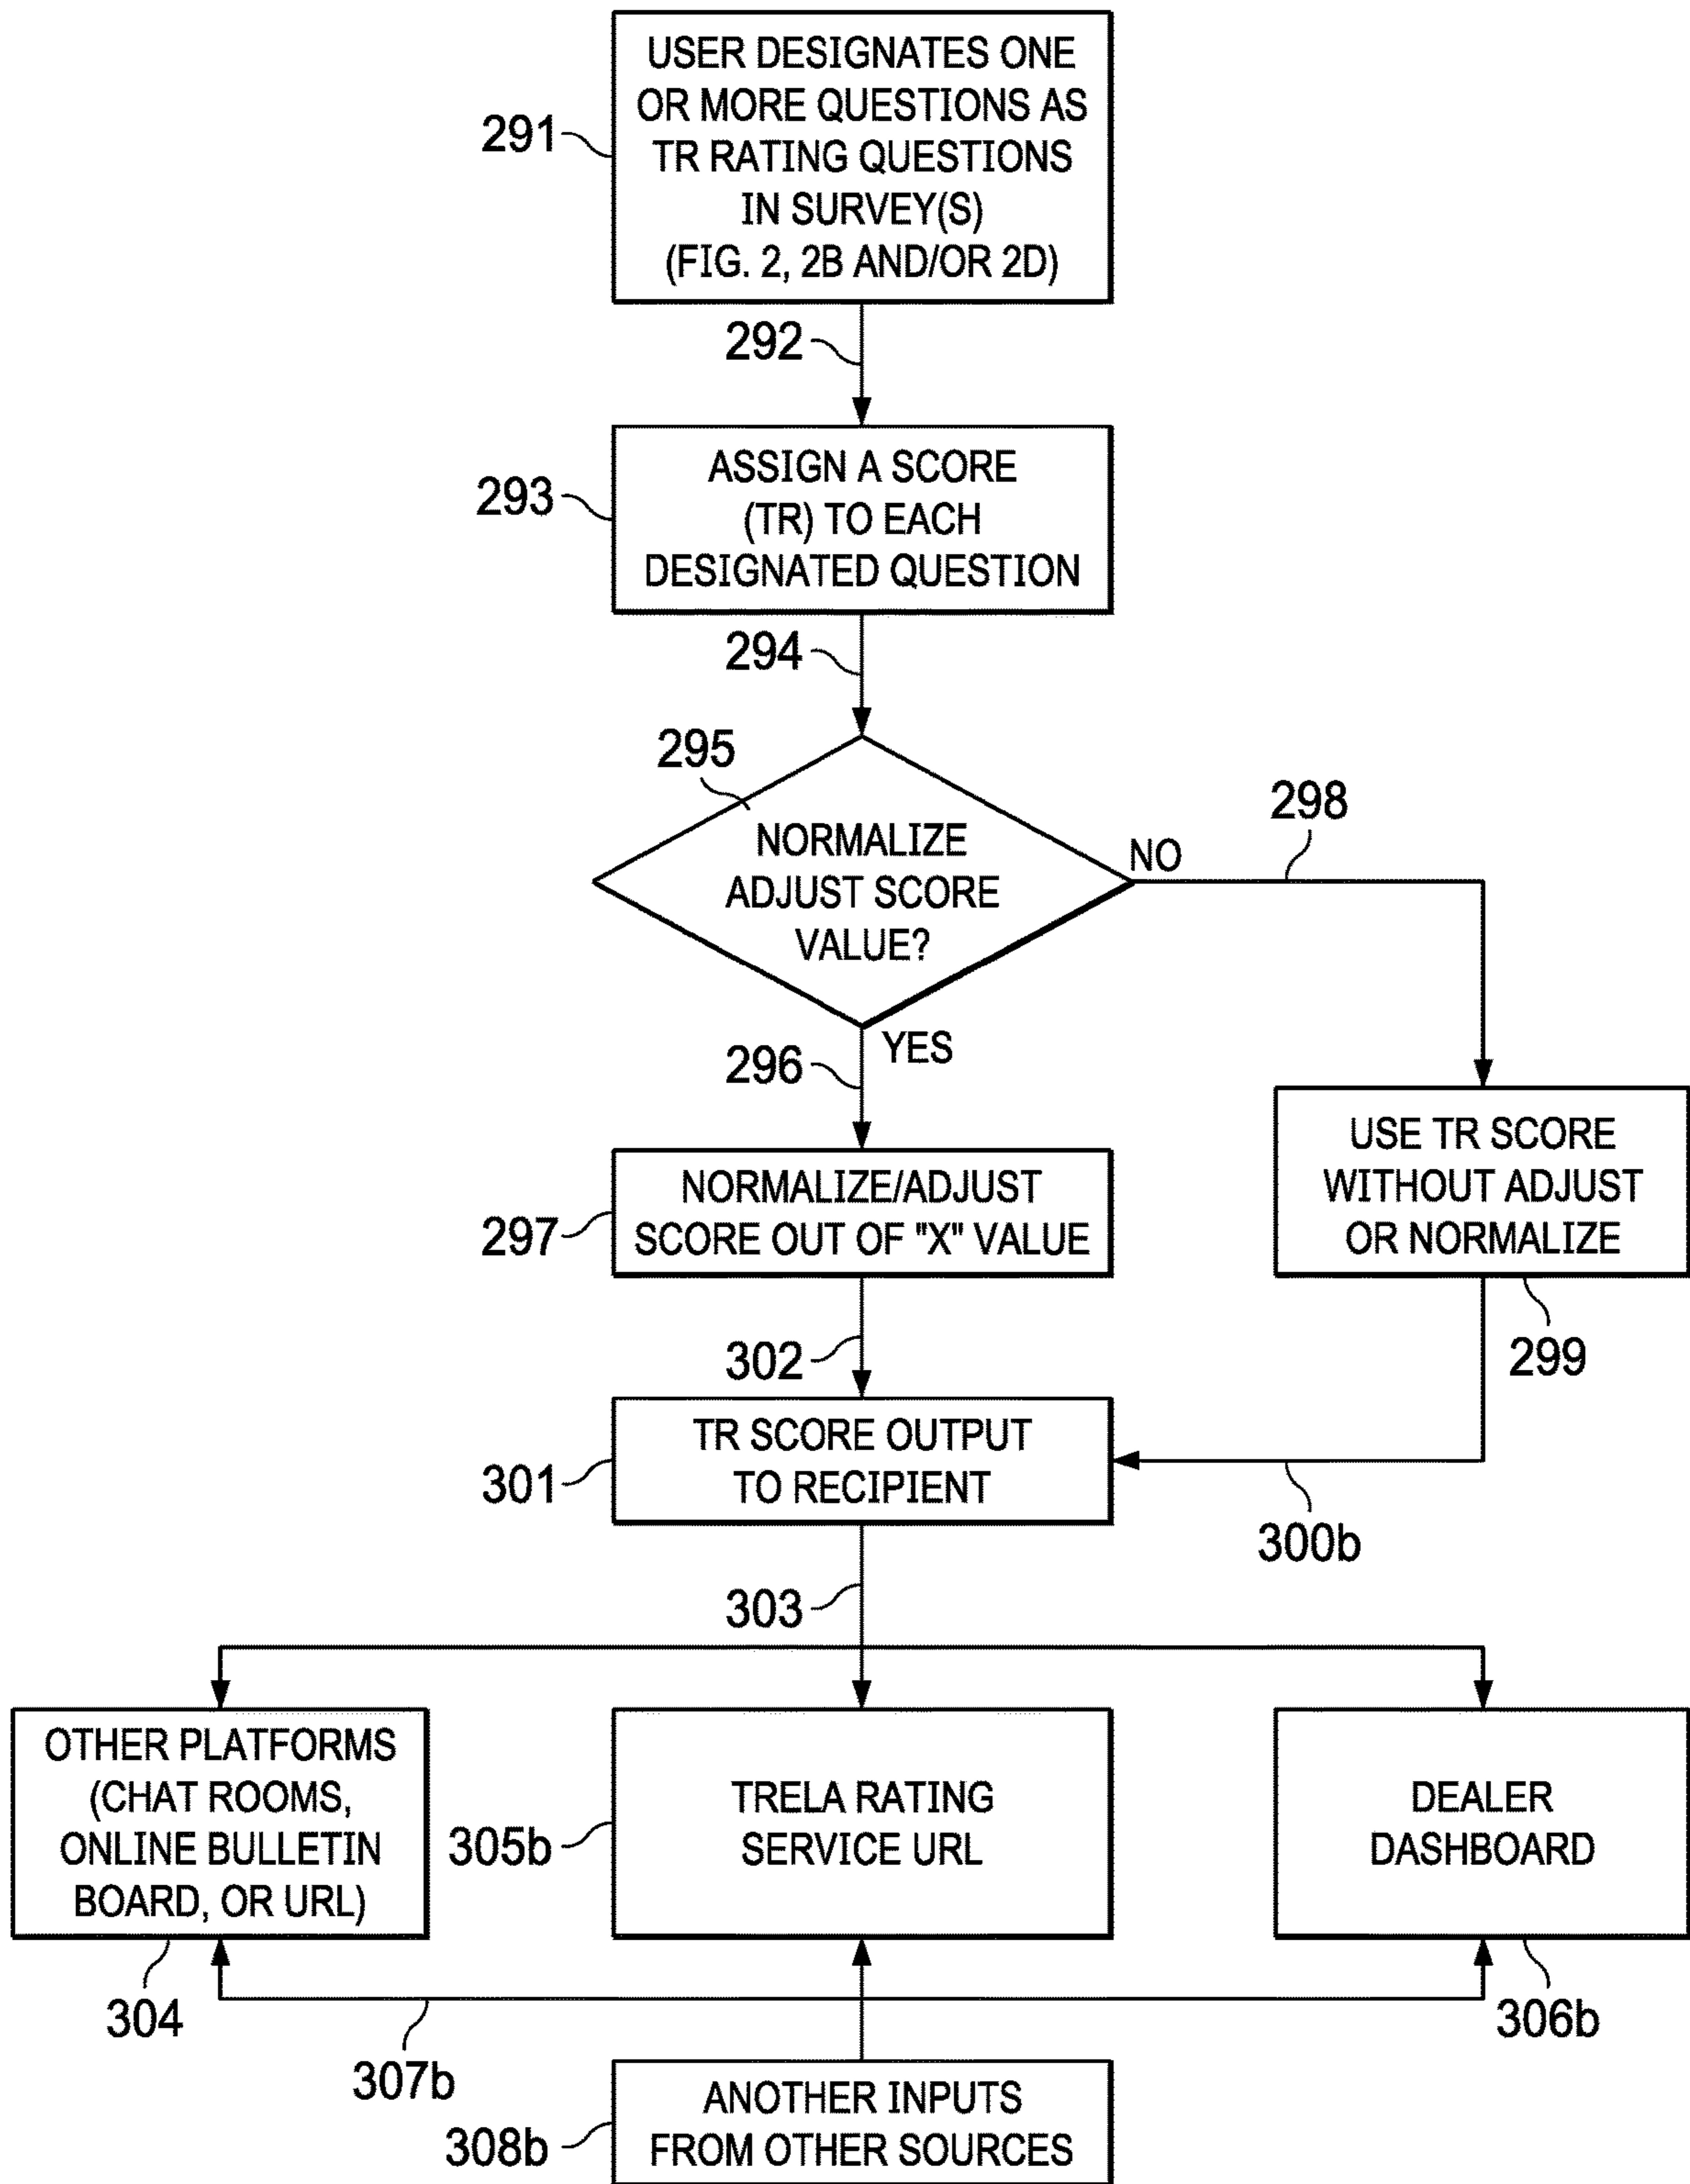 USER DESIGNATES ONE
OR MORE QUESTIONS AS
TR RATING QUESTIONS
IN SURVEY(S)
(FIG. 2, 2B AND/OR 2D)
291
292
ASSIGN A SCORE
(TR) TO EACH
DESIGNATED QUESTION
293
294
295
NORMALIZE
ADJUST SCORE
VALUE?
NO
298
YES
296
NORMALIZE/ADJUST
SCORE OUT OF "X" VALUE
297
USE TR SCORE
WITHOUT ADJUST
OR NORMALIZE
299
302
TR SCORE OUTPUT
TO RECIPIENT
301
300b
303
OTHER PLATFORMS
(CHAT ROOMS,
ONLINE BULLETIN
BOARD, OR URL)
304
TRELA RATING
SERVICE URL
305b
DEALER
DASHBOARD
306b
307b
ANOTHER INPUTS
FROM OTHER SOURCES
308b